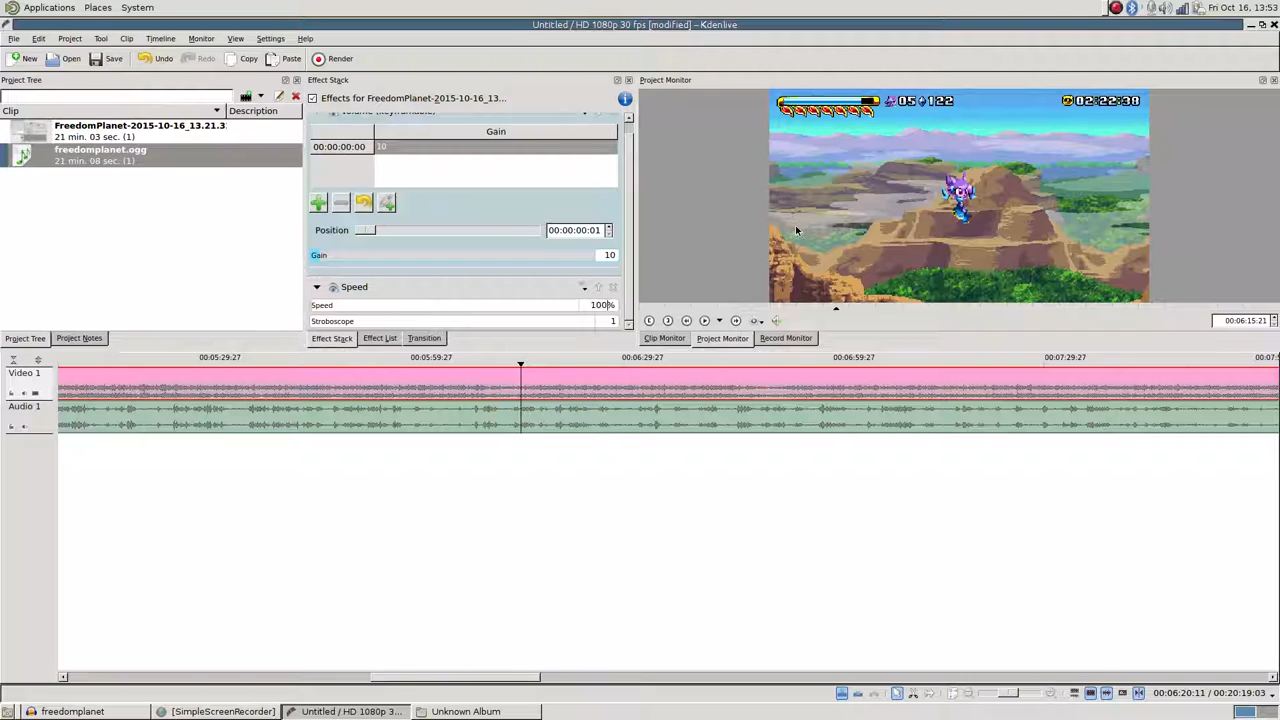 Applications Places System
Fri Oct 16, 13:53
Untitled / HD 1080p 30 fps [modified] – Kdenlive
File Edit Project Tool Clip Timeline Monitor View Settings Help
New Open Save Undo Redo Copy Paste Render
Project Tree
Clip Description
FreedomPlanet-2015-10-16_13.21.3
21 min. 03 sec. (1)
freedomplanet.ogg
21 min. 08 sec. (1)
Project Tree Project Notes
Effect Stack
Effects for FreedomPlanet-2015-10-16_13...
Gain
00:00:00:00 10
Position 00:00:00:01
Gain 10
Speed
Speed 100%
Stroboscope 1
Effect Stack Effect List Transition
Project Monitor
05 122 02:22:38
00:06:15:21
Clip Monitor Project Monitor Record Monitor
00:05:29:27 00:05:59:27 00:06:29:27 00:06:59:27 00:07:29:27
Video 1
Audio 1
00:06:20:11 / 00:20:19:03
freedomplanet [SimpleScreenRecorder] Untitled / HD 1080p 3... Unknown Album